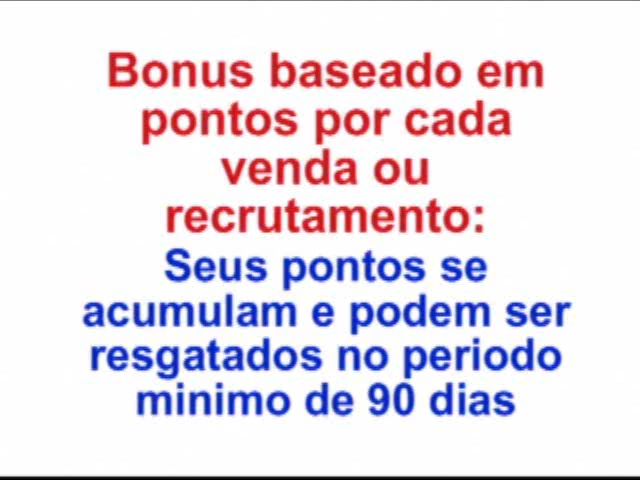 Bonus baseado em
pontos por cada
venda ou
recrutamento:
Seus pontos se
acumulam e podem ser
resgatados no periodo
minimo de 90 dias